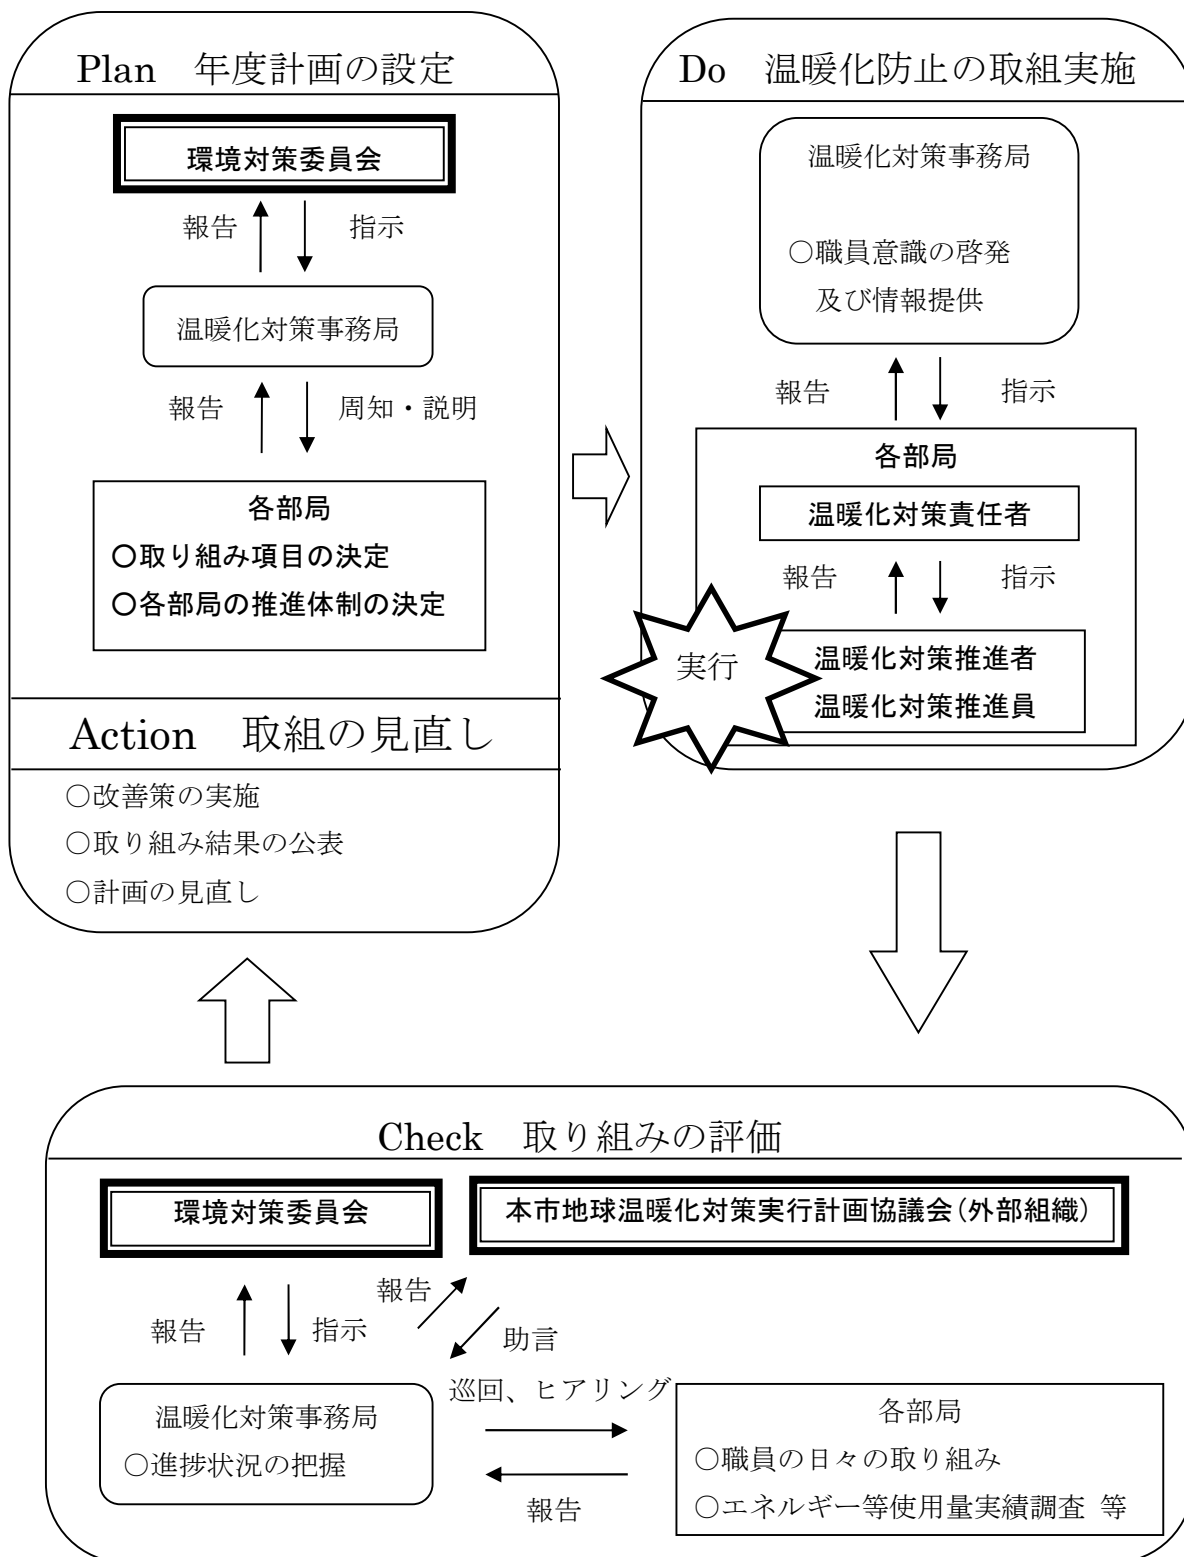 Plan　年度計画の設定
環境対策委員会
報告　指示
温暖化対策事務局
報告　周知・説明
各部局
○取り組み項目の決定
○各部局の推進体制の決定
Action　取組の見直し
○改善策の実施
○取り組み結果の公表
○計画の見直し
Do　温暖化防止の取組実施
温暖化対策事務局
○職員意識の啓発
及び情報提供
報告　指示
各部局
温暖化対策責任者
報告　指示
実行
温暖化対策推進者
温暖化対策推進員
Check　取り組みの評価
環境対策委員会
本市地球温暖化対策実行計画協議会（外部組織）
報告　指示
報告
助言
温暖化対策事務局
○進捗状況の把握
巡回、ヒアリング
報告
各部局
○職員の日々の取り組み
○エネルギー等使用量実績調査 等